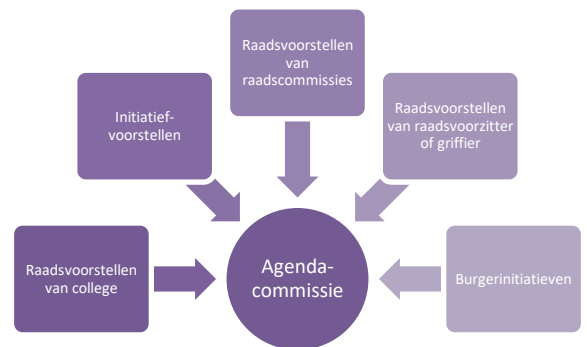 Raadsvoorstellen
van college
Initiatief-
voorstellen
Raadsvoorstellen
van
raadscommissies
Raadsvoorstellen
van raadsvoorzitter
of griffier
Burgerinitiatieven
Agenda-
commissie